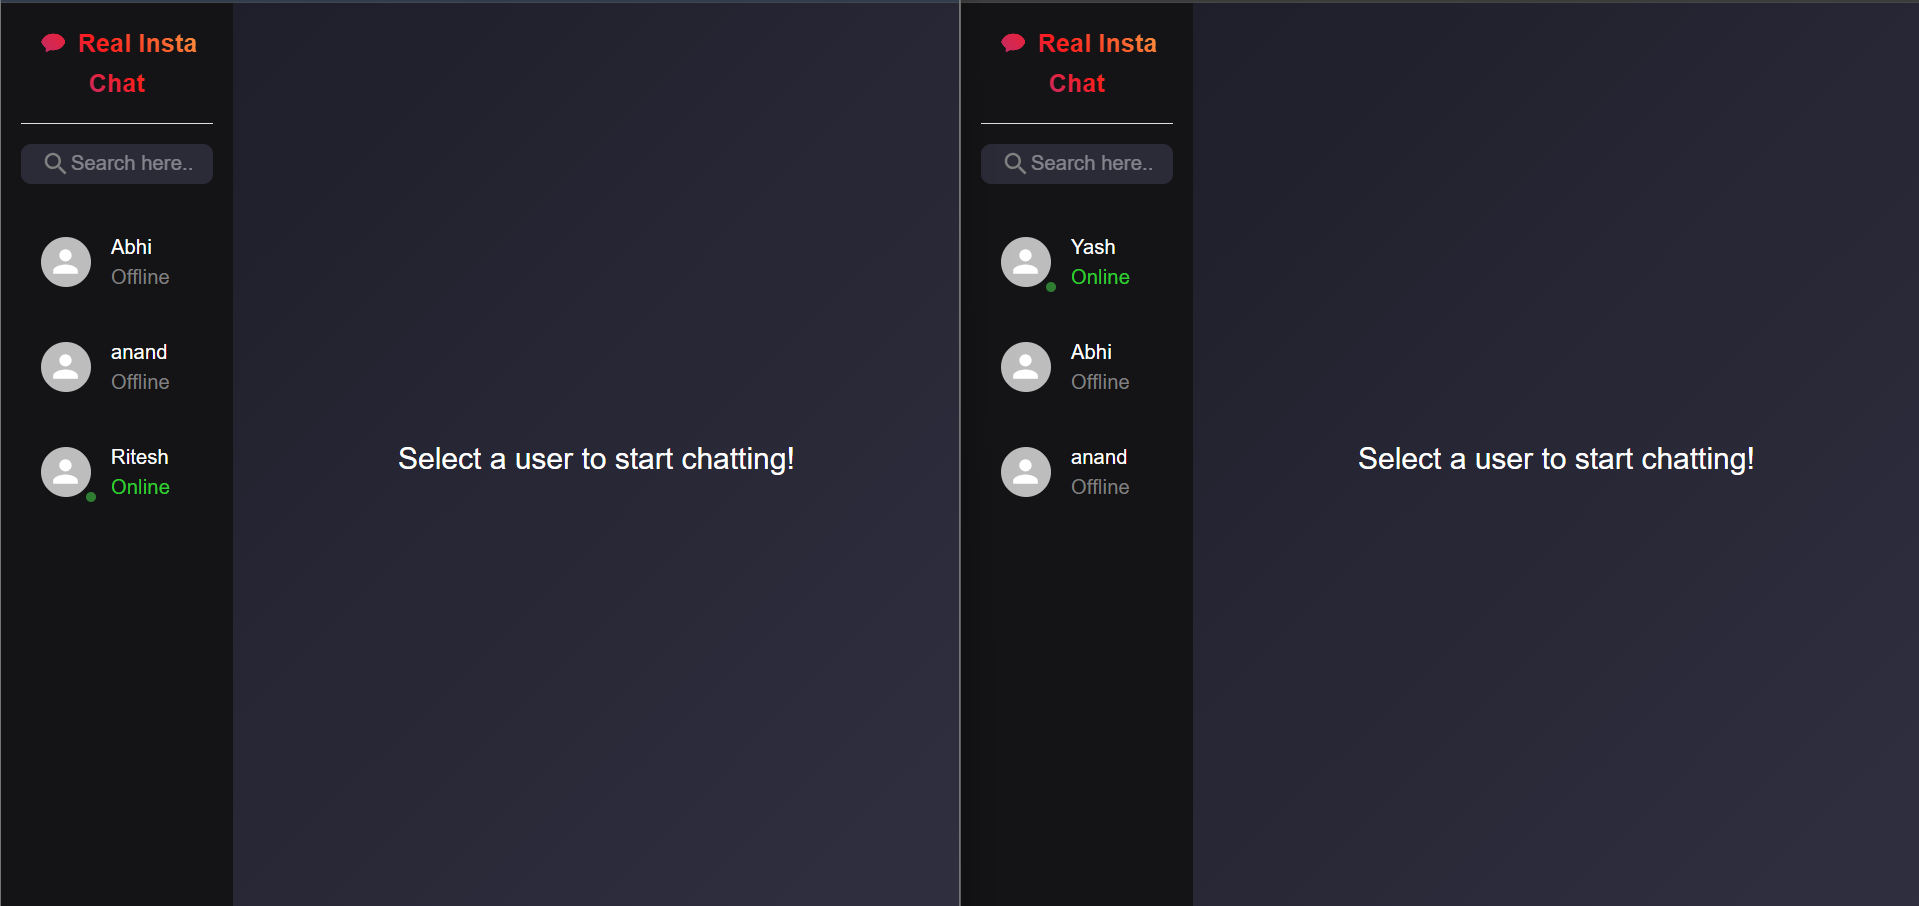 Real Insta
Chat
Search here..
Abhi
Offline
anand
Offline
Ritesh
Online
Select a user to start chatting!
Real Insta
Chat
Search here..
Yash
Online
Abhi
Offline
anand
Offline
Select a user to start chatting!